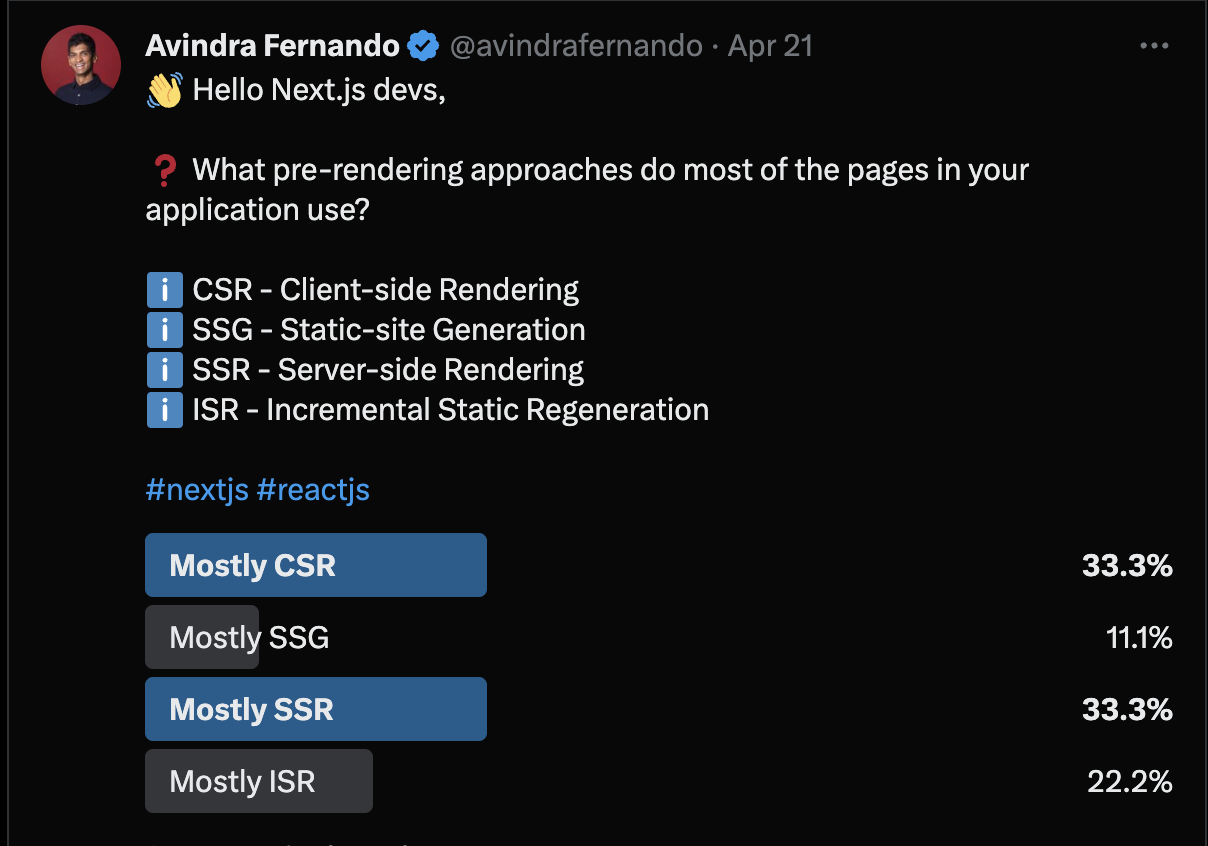 Avindra Fernando @avindrafernando · Apr 21
👋 Hello Next.js devs,
❓ What pre-rendering approaches do most of the pages in your
application use?
ℹ️ CSR - Client-side Rendering
ℹ️ SSG - Static-site Generation
ℹ️ SSR - Server-side Rendering
ℹ️ ISR - Incremental Static Regeneration
#nextjs #reactjs
Mostly CSR 33.3%
Mostly SSG 11.1%
Mostly SSR 33.3%
Mostly ISR 22.2%